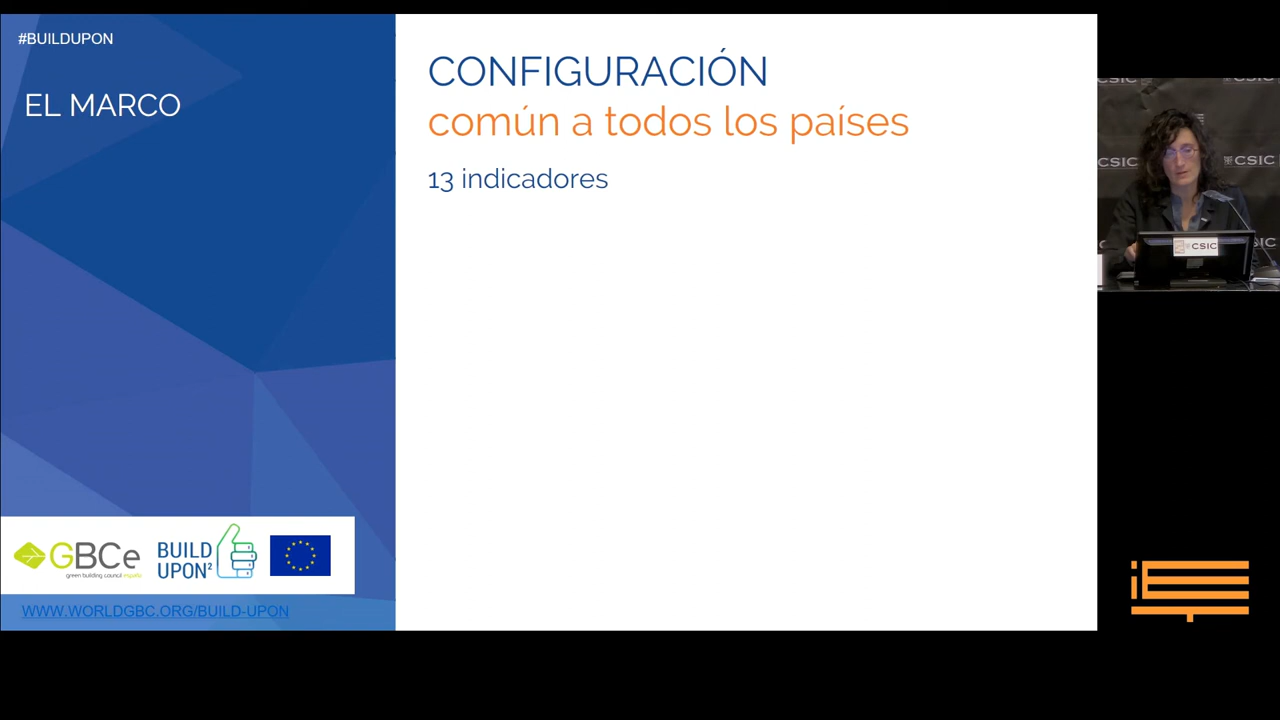 #BUILDUPON
EL MARCO
CONFIGURACIÓN
común a todos los países
13 indicadores
GBCe
green building council españa
BUILD
UPON²
WWW.WORLDGBC.ORG/BUILD-UPON
CSIC
CSIC
CSIC
CSIC
CSIC